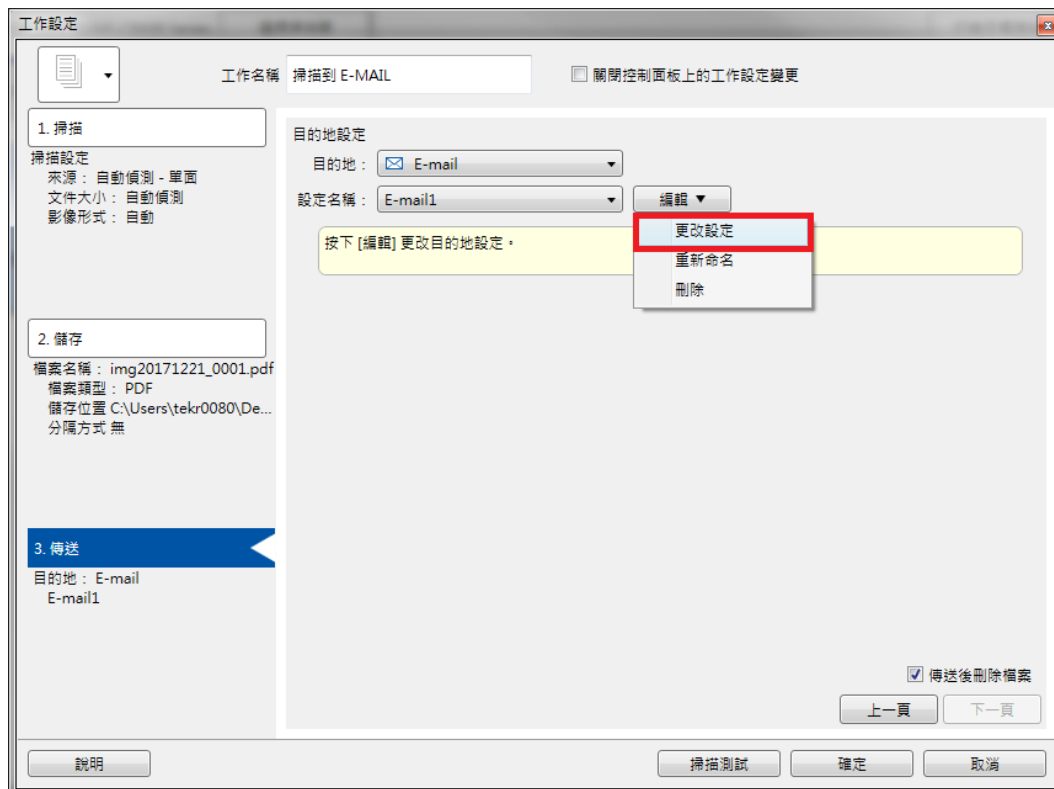 工作設定
工作名稱 掃描到 E-MAIL
關閉控制面板上的工作設定變更
1. 掃描
掃描設定
來源： 自動偵測 - 單面
文件大小： 自動偵測
影像形式： 自動
2. 儲存
檔案名稱： img20171221_0001.pdf
檔案類型： PDF
儲存位置 C:\Users\tekr0080\De...
分隔方式 無
3. 傳送
目的地： E-mail
E-mail1
目的地設定
目的地： E-mail
設定名稱： E-mail1
編輯 ▼
更改設定
重新命名
刪除
按下 [編輯] 更改目的地設定。
傳送後刪除檔案
上一頁
下一頁
說明
掃描測試
確定
取消